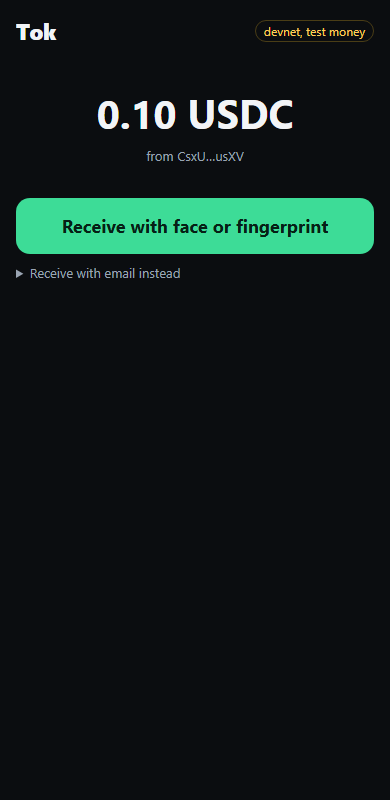 Tok
devnet, test money
0.10 USDC
from CsxU...usXV
Receive with face or fingerprint
Receive with email instead